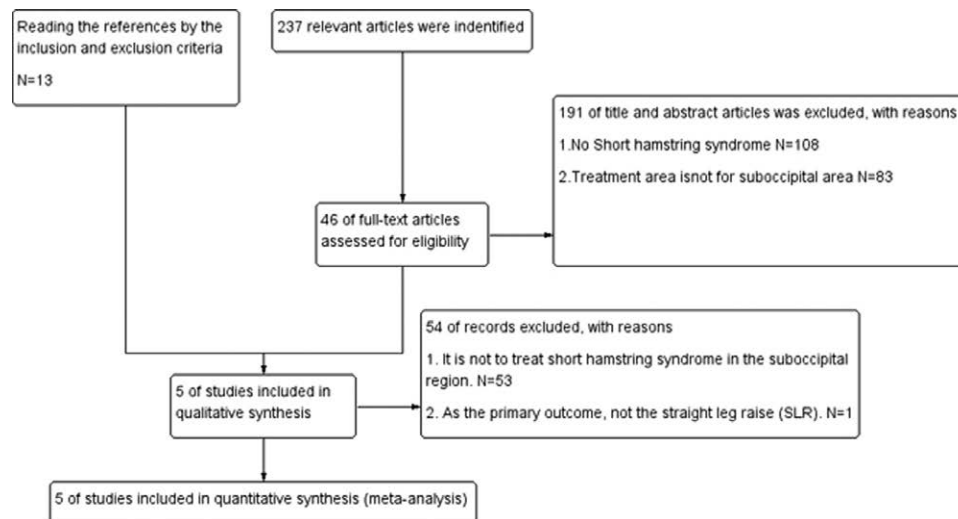 Reading the references by the
inclusion and exclusion criteria
N=13
237 relevant articles were indentified
191 of title and abstract articles was excluded, with reasons
1.No Short hamstring syndrome N=108
2.Treatment area isnot for suboccipital area N=83
46 of full-text articles
assessed for eligibility
54 of records excluded, with reasons
1. It is not to treat short hamstring syndrome in the suboccipital
region. N=53
2. As the primary outcome, not the straight leg raise (SLR). N=1
5 of studies included in
qualitative synthesis
5 of studies included in quantitative synthesis (meta-analysis)